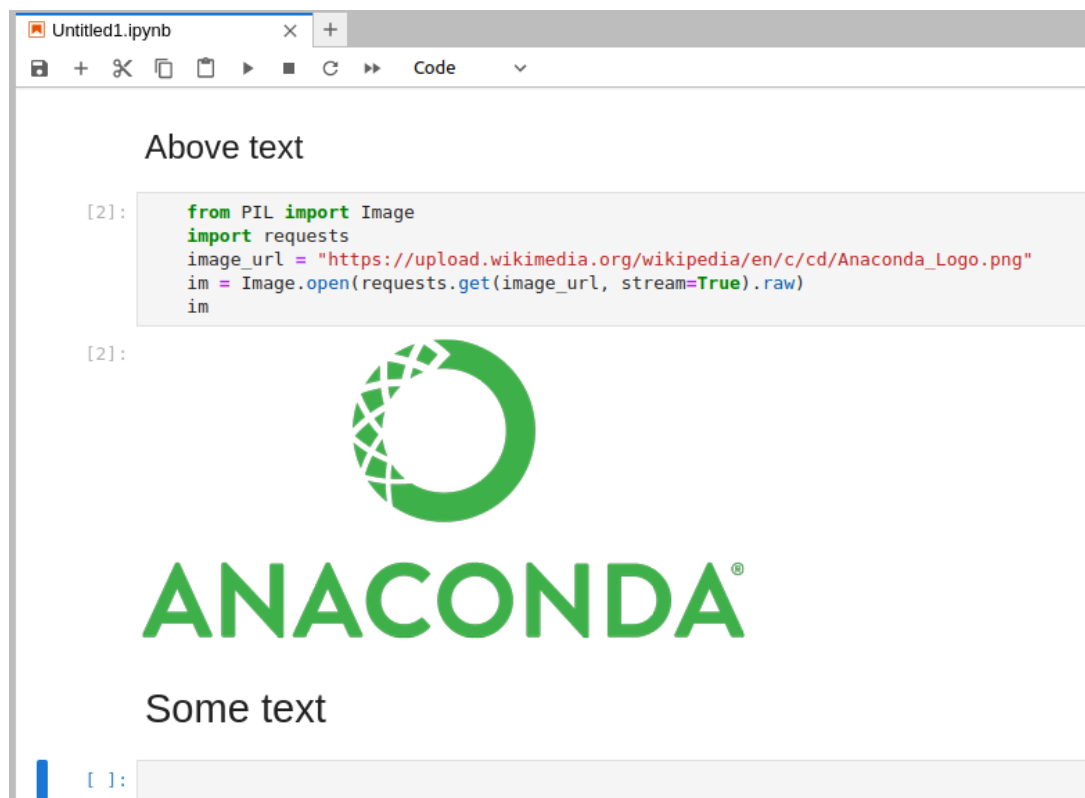 Untitled1.ipynb
Code
Above text
[2]:
from PIL import Image
import requests
image_url = "https://upload.wikimedia.org/wikipedia/en/c/cd/Anaconda_Logo.png"
im = Image.open(requests.get(image_url, stream=True).raw)
im
[2]:
ANACONDA®
Some text
[ ]: